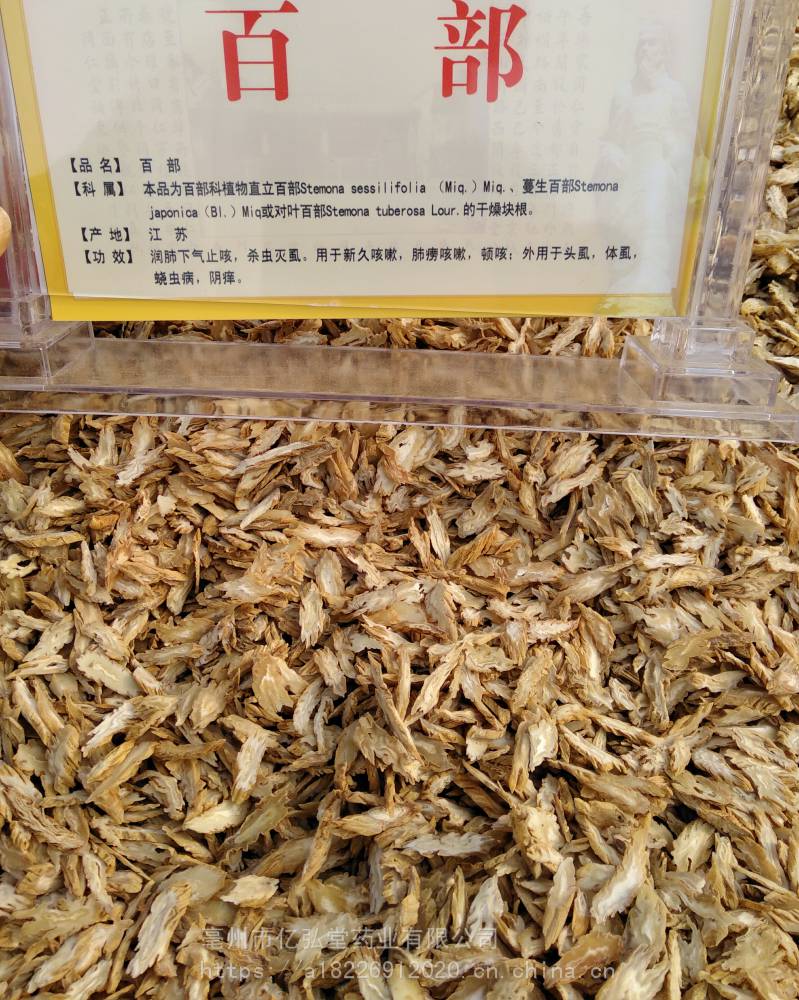 百 部
【品 名】 百 部
【科 属】 本品为百部科植物直立百部Stemona sessilifolia （Miq.）Miq.、蔓生百部Stemona
japonica（Bl.）Miq或对叶百部Stemona tuberosa Lour.的干燥块根。
【产 地】 江 苏
【功 效】 润肺下气止咳，杀虫灭虱。用于新久咳嗽，肺痨咳嗽，顿咳；外用于头虱，体虱，
蛲虫病，阴痒。
亳州市亿弘堂药业有限公司
https://a18226912020.cn.china.cn